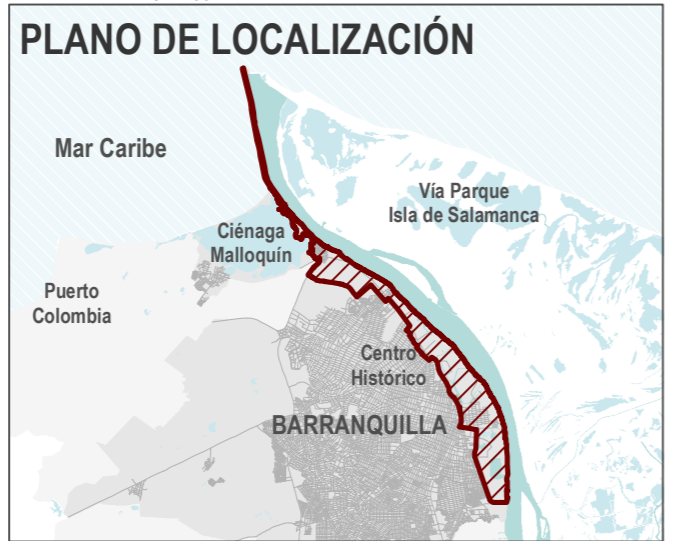 PLANO DE LOCALIZACIÓN
Mar Caribe
Vía Parque
Isla de Salamanca
Ciénaga
Malloquín
Puerto
Colombia
Centro
Histórico
BARRANQUILLA